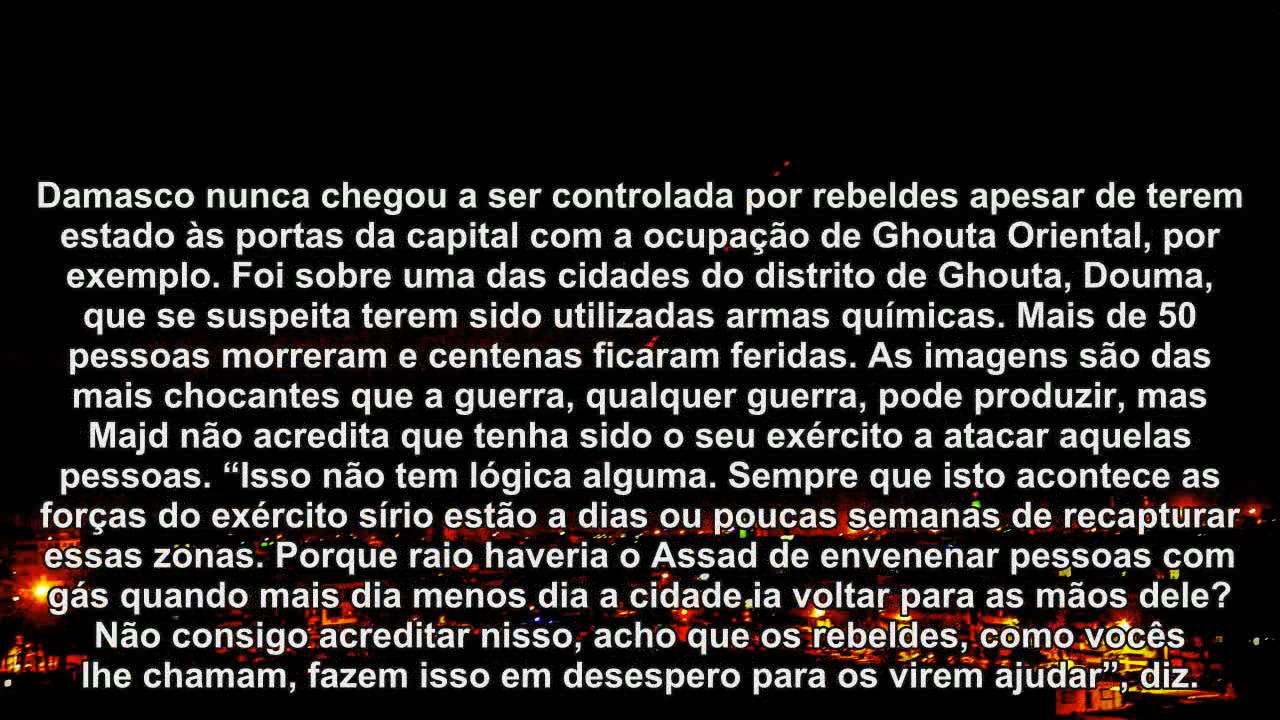 Damasco nunca chegou a ser controlada por rebeldes apesar de terem
estado às portas da capital com a ocupação de Ghouta Oriental, por
exemplo. Foi sobre uma das cidades do distrito de Ghouta, Douma,
que se suspeita terem sido utilizadas armas químicas. Mais de 50
pessoas morreram e centenas ficaram feridas. As imagens são das
mais chocantes que a guerra, qualquer guerra, pode produzir, mas
Majd não acredita que tenha sido o seu exército a atacar aquelas
pessoas. “Isso não tem lógica alguma. Sempre que isto acontece as
forças do exército sírio estão a dias ou poucas semanas de recapturar
essas zonas. Porque raio haveria o Assad de envenenar pessoas com
gás quando mais dia menos dia a cidade ia voltar para as mãos dele?
Não consigo acreditar nisso, acho que os rebeldes, como vocês
lhe chamam, fazem isso em desespero para os virem ajudar”, diz.